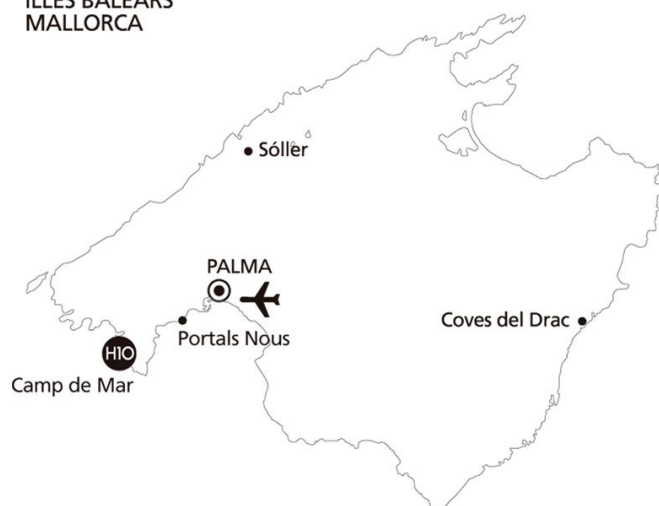 ILLES BALEARS
MALLORCA
Sóller
PALMA
Coves del Drac
Portals Nous
H10
Camp de Mar